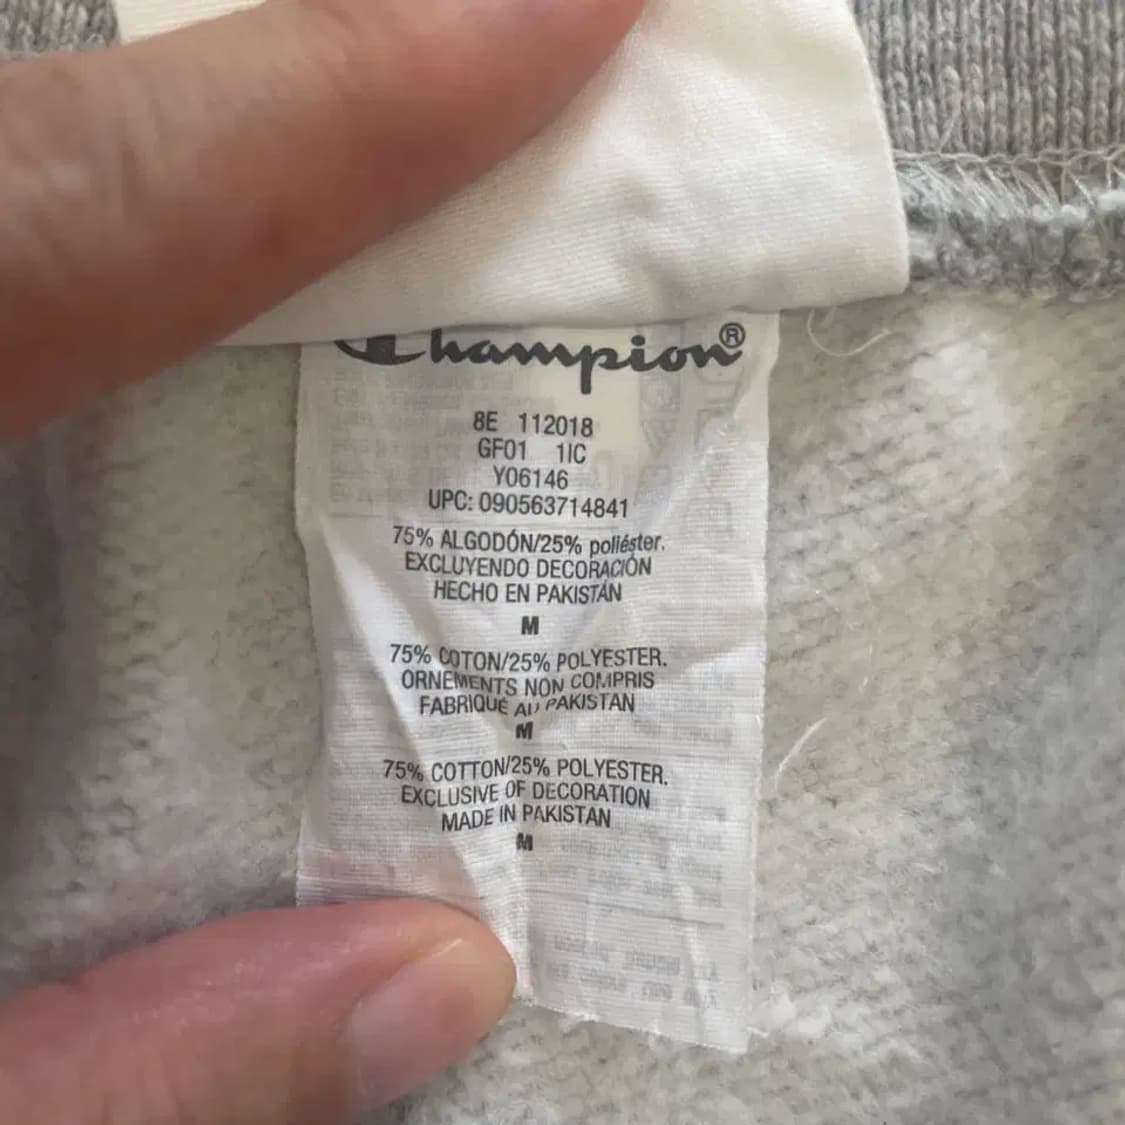 Champion®
8E 112018
GF01 1IC
Y06146
UPC: 090563714841
75% ALGODÓN/25% poliéster.
EXCLUYENDO DECORACIÓN
HECHO EN PAKISTÁN
M
75% COTON/25% POLYESTER.
ORNEMENTS NON COMPRIS
FABRIQUÉ AU PAKISTAN
M
75% COTTON/25% POLYESTER.
EXCLUSIVE OF DECORATION
MADE IN PAKISTAN
M